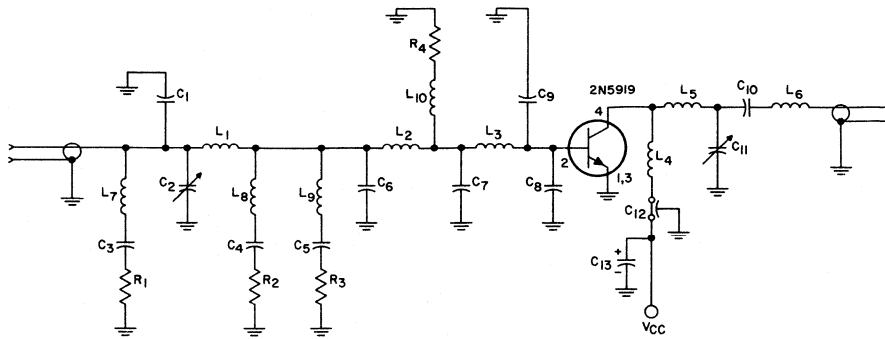 R4
L10
C1
C9
2N5919
4
L5
C10
L6
L1
L2
L3
2
1,3
L4
C11
L7
C2
L8
L9
C6
C7
C8
C12
C3
C4
C5
+
C13
–
R1
R2
R3
VCC